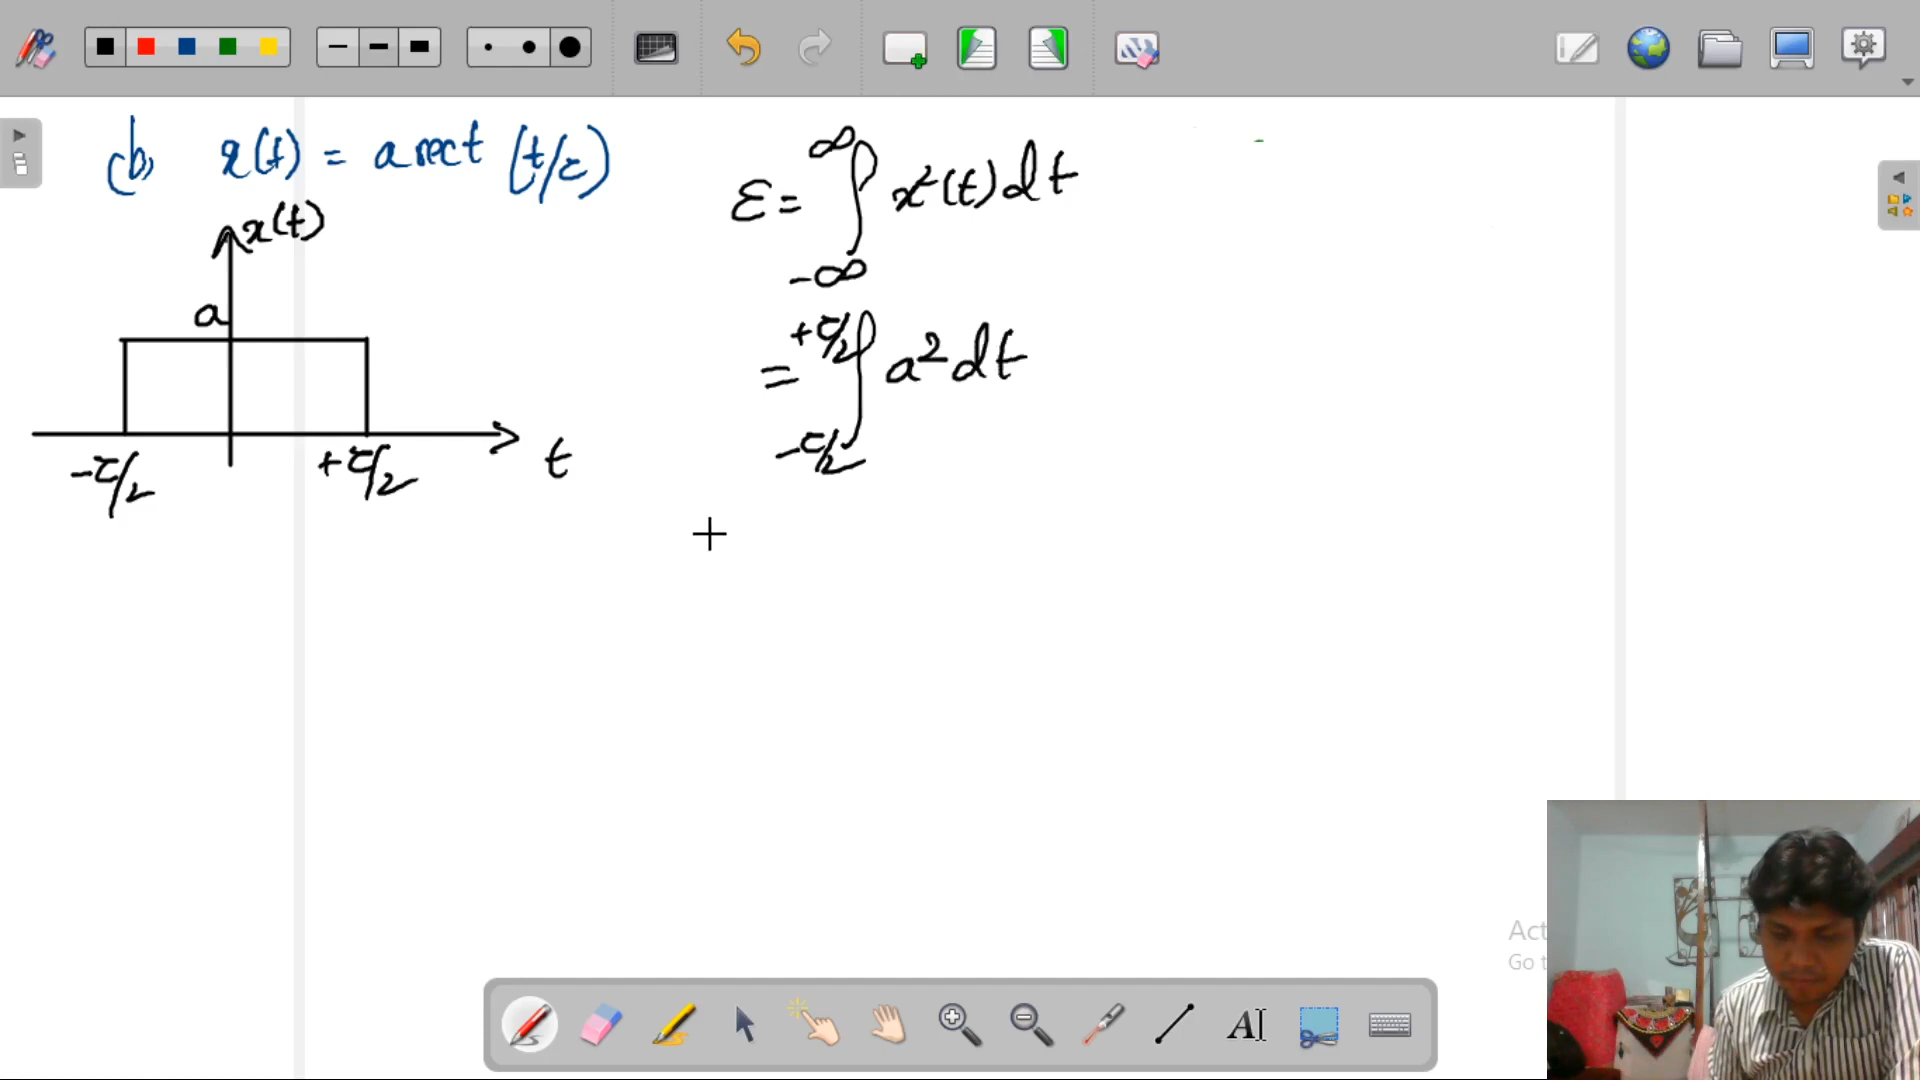 (b) x(t) = a rect (t/τ)
x(t)
a
-τ/2
+τ/2
t
ε = ∫_{-∞}^{∞} x²(t) dt
= ∫_{-τ/2}^{+τ/2} a² dt
Act
Go t